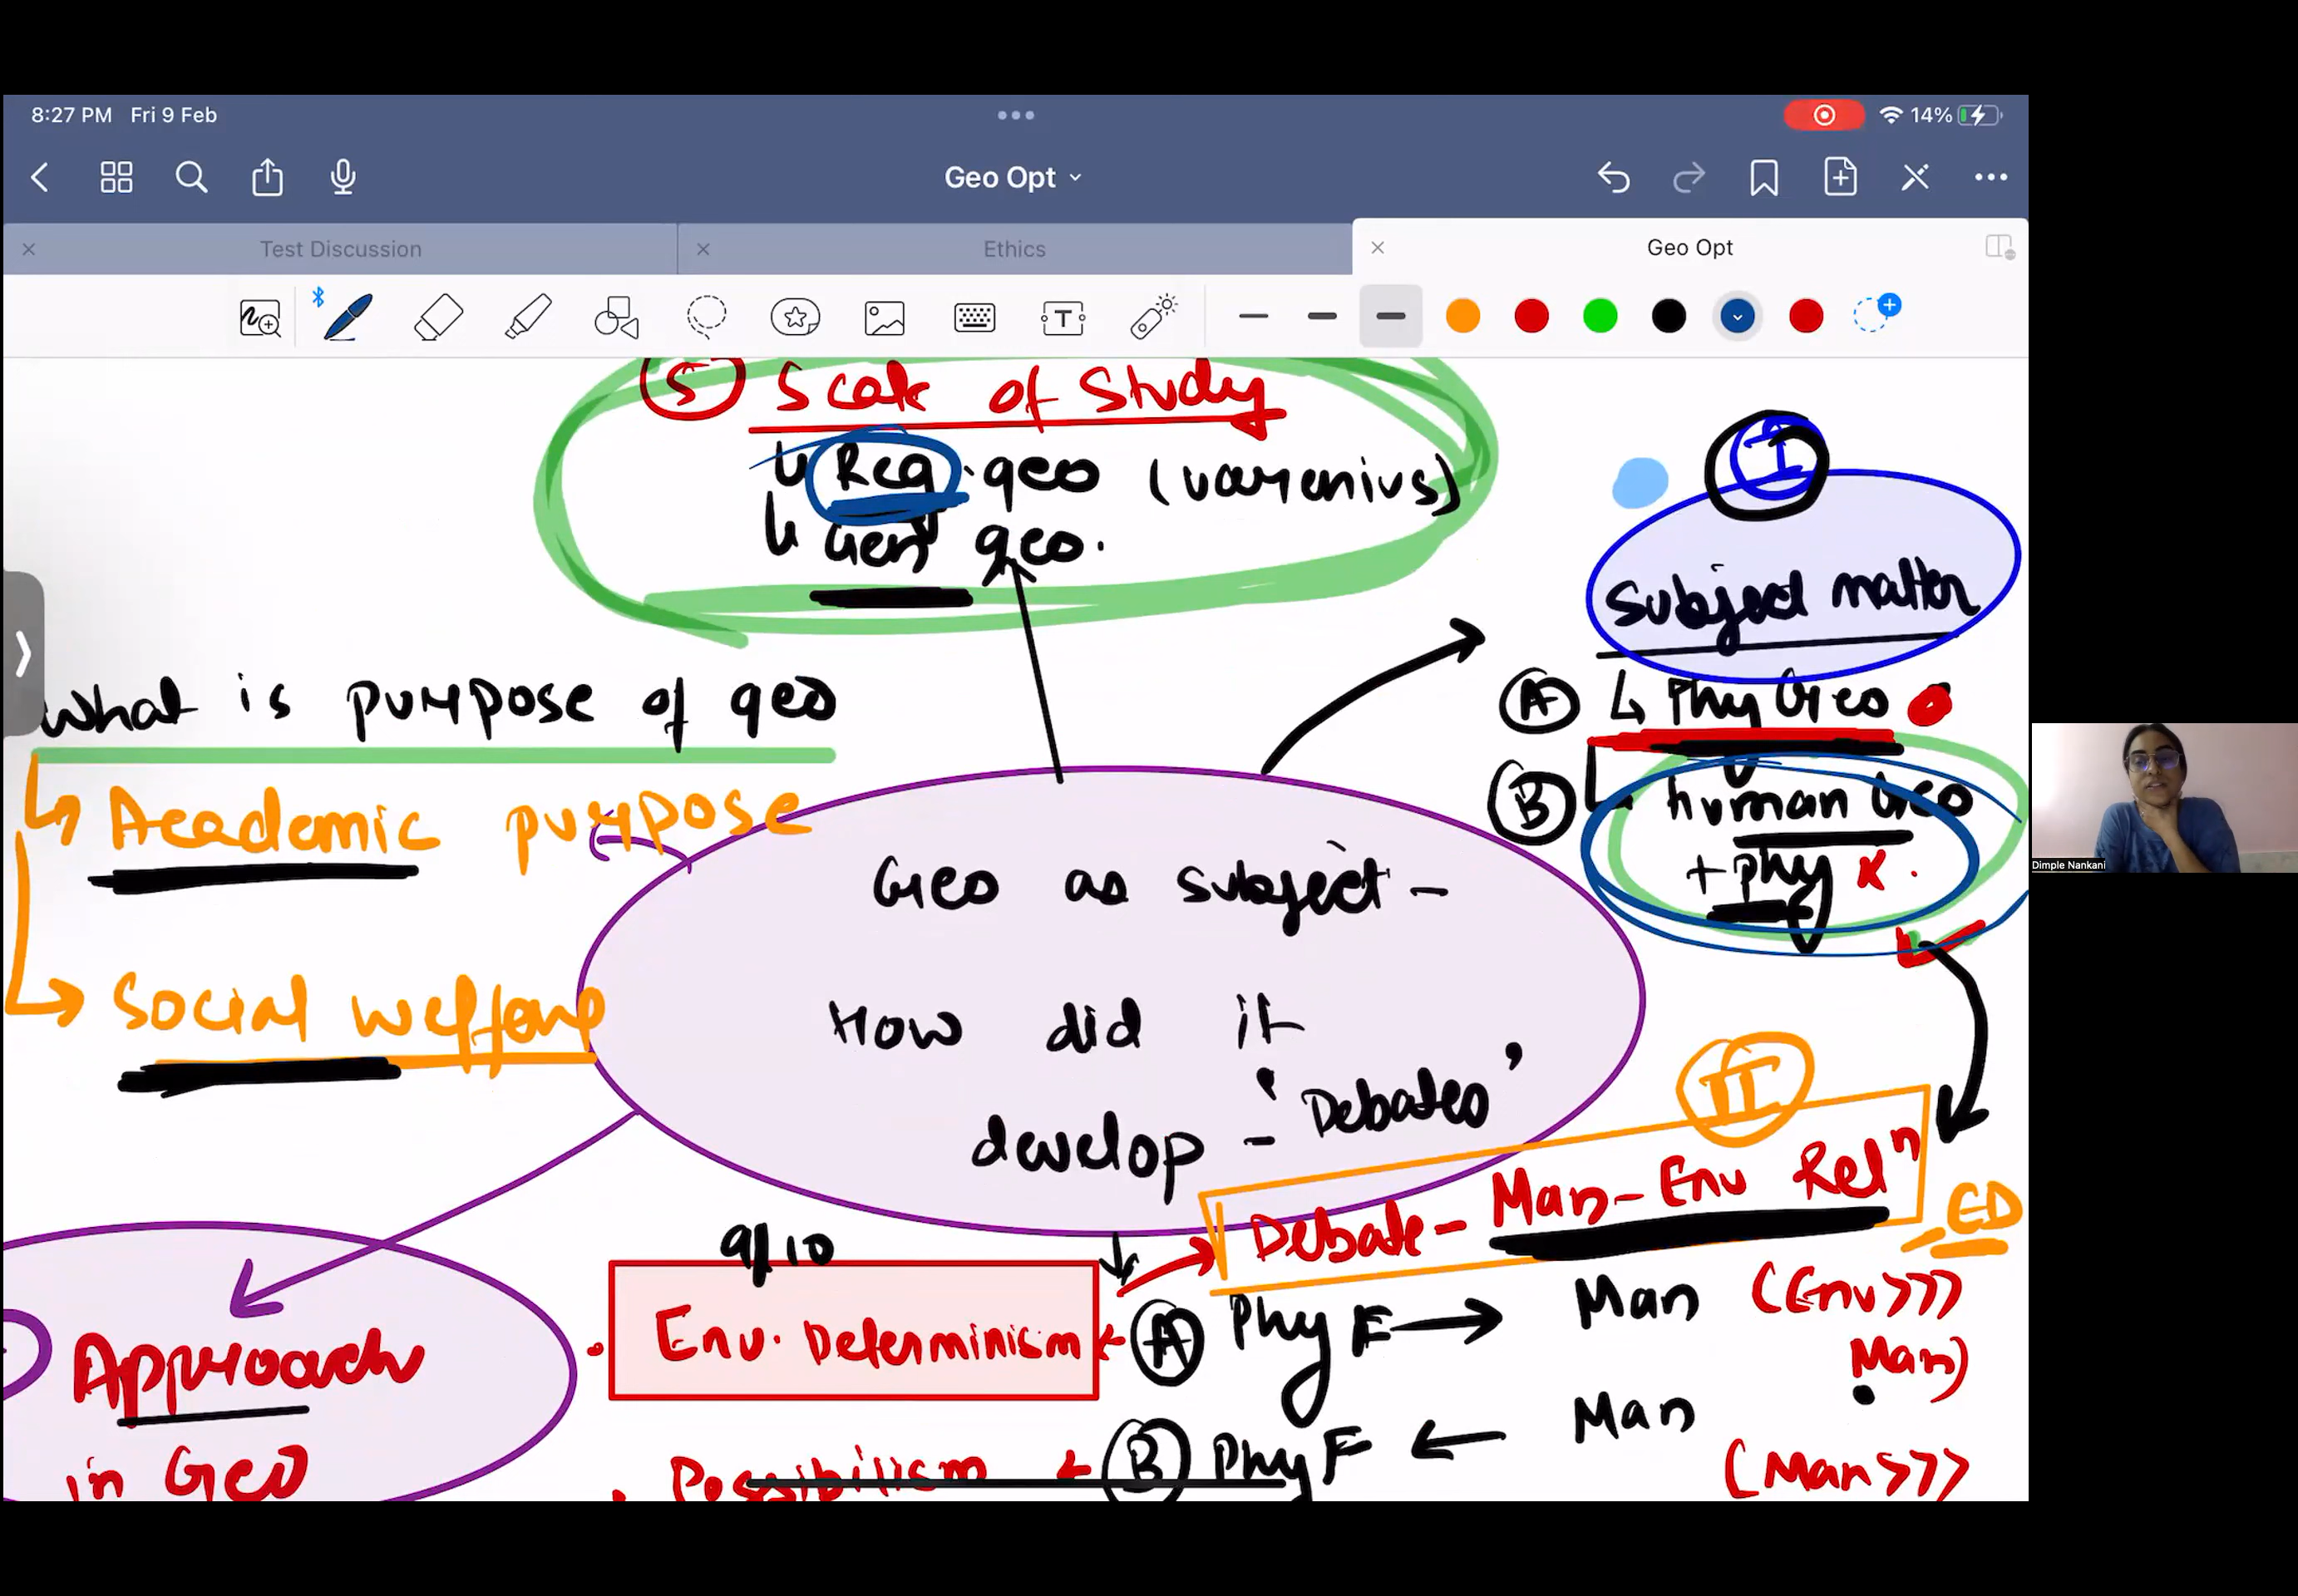 8:27 PM Fri 9 Feb
14%
Geo Opt
Test Discussion
Ethics
Geo Opt
T
5 Scale of Study
Reg. geo (Varenius)
Gen geo.
I
Subject matter
A Phy Geo
B human Geo
+ phy x.
What is purpose of geo
Academic purpose
Social welfare
Geo as subject -
How did it
develop - 'Debates'
II
Debate - Man-Env Relⁿ
ED
9/10
Env. Determinism
A Phy F → Man (Env>>>
Man)
Possibilism
B Phy F ← Man
(Man>>>
Approach
in Geo
Dimple Nankani